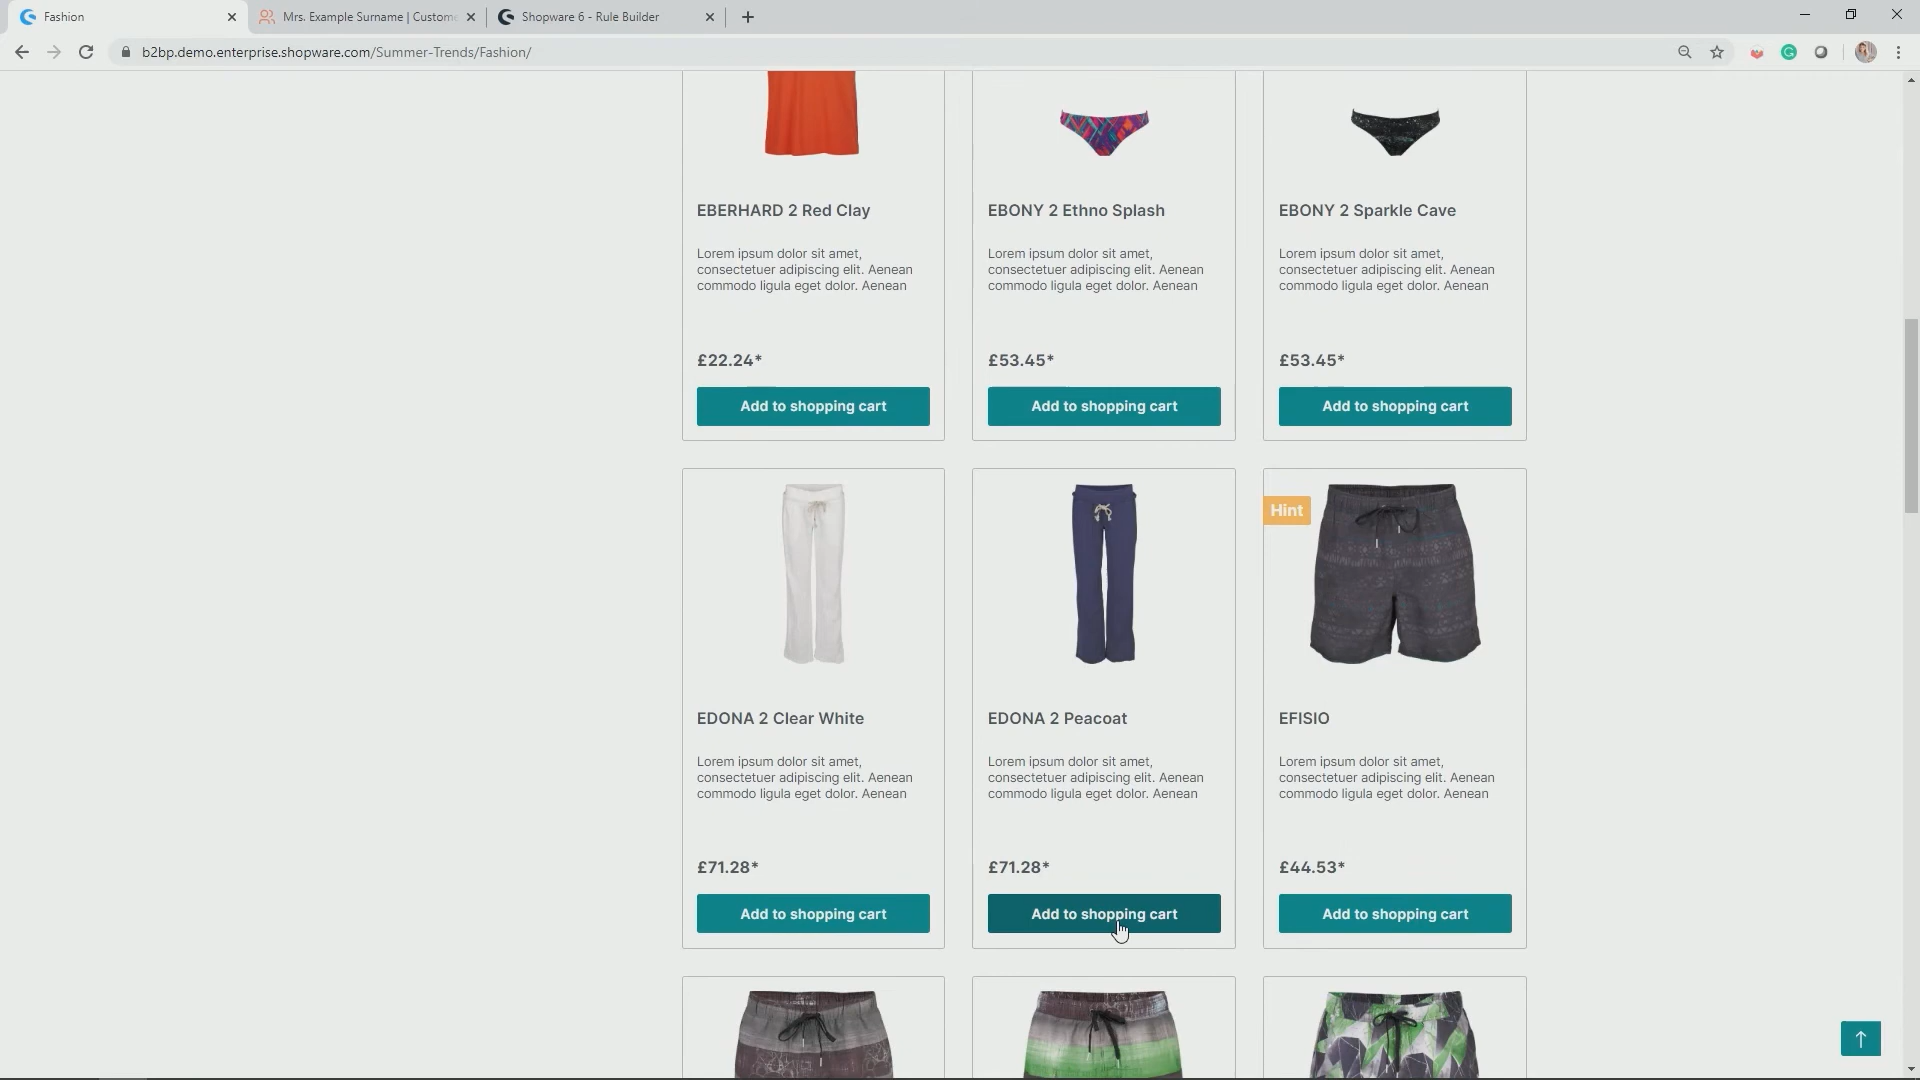 Fashion
Mrs. Example Surname | Custome
Shopware 6 - Rule Builder
b2bp.demo.enterprise.shopware.com/Summer-Trends/Fashion/
EBERHARD 2 Red Clay
EBONY 2 Ethno Splash
EBONY 2 Sparkle Cave
Lorem ipsum dolor sit amet,
consectetuer adipiscing elit. Aenean
commodo ligula eget dolor. Aenean
Lorem ipsum dolor sit amet,
consectetuer adipiscing elit. Aenean
commodo ligula eget dolor. Aenean
Lorem ipsum dolor sit amet,
consectetuer adipiscing elit. Aenean
commodo ligula eget dolor. Aenean
£22.24*
£53.45*
£53.45*
Add to shopping cart
Add to shopping cart
Add to shopping cart
Hint
EDONA 2 Clear White
EDONA 2 Peacoat
EFISIO
Lorem ipsum dolor sit amet,
consectetuer adipiscing elit. Aenean
commodo ligula eget dolor. Aenean
Lorem ipsum dolor sit amet,
consectetuer adipiscing elit. Aenean
commodo ligula eget dolor. Aenean
Lorem ipsum dolor sit amet,
consectetuer adipiscing elit. Aenean
commodo ligula eget dolor. Aenean
£71.28*
£71.28*
£44.53*
Add to shopping cart
Add to shopping cart
Add to shopping cart